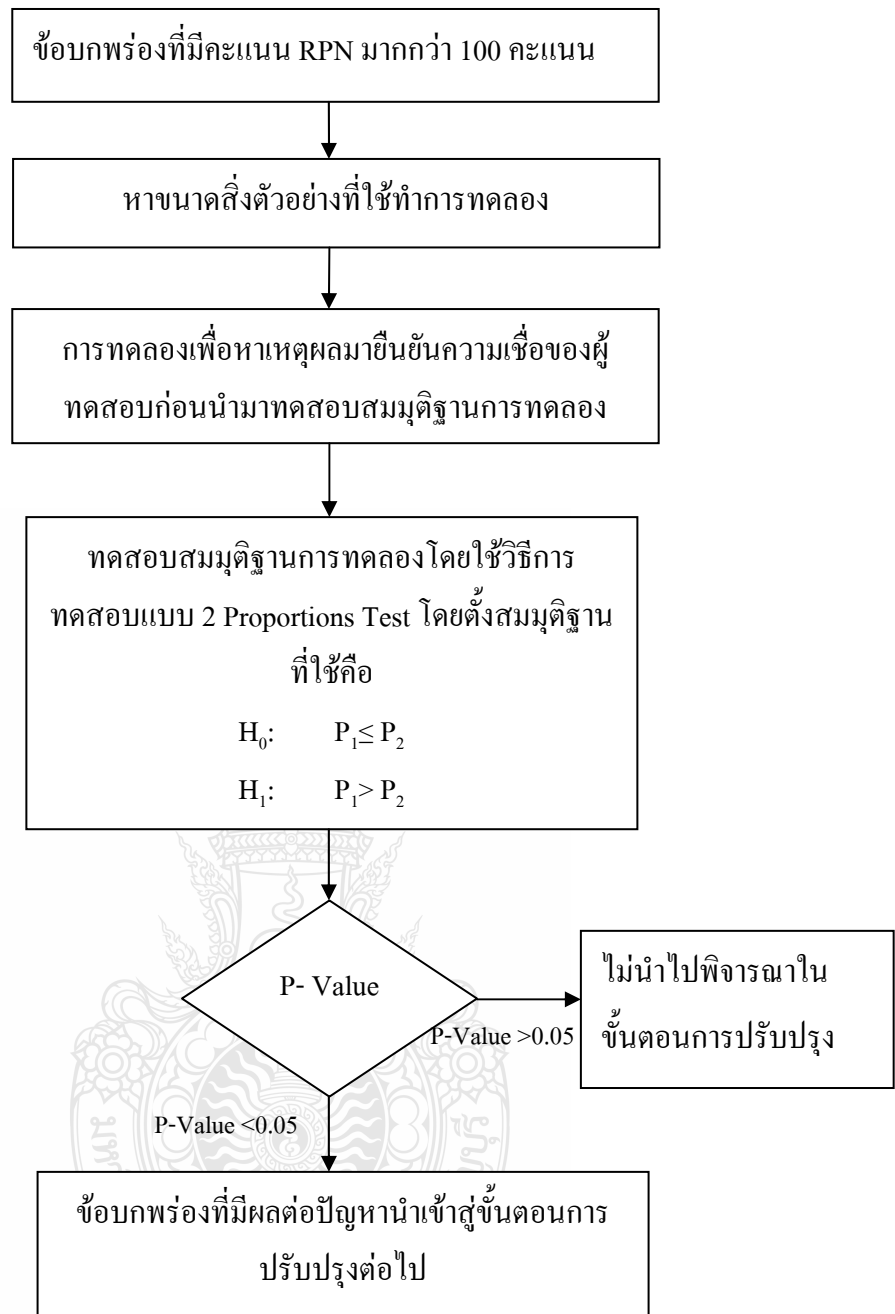 ข้อบกพร่องที่มีคะแนน RPN มากกว่า 100 คะแนน
หาขนาดสิ่งตัวอย่างที่ใช้ทำการทดลอง
การทดลองเพื่อหาเหตุผลมายืนยันความเชื่อของผู้
ทดสอบก่อนนำมาทดสอบสมมุติฐานการทดลอง
ทดสอบสมมุติฐานการทดลองโดยใช้วิธีการ
ทดสอบแบบ 2 Proportions Test โดยตั้งสมมุติฐาน
ที่ใช้คือ
H₀: P₁≤ P₂
H₁: P₁> P₂
P- Value
P-Value >0.05
ไม่นำไปพิจารณาใน
ขั้นตอนการปรับปรุง
P-Value <0.05
ข้อบกพร่องที่มีผลต่อปัญหานำเข้าสู่ขั้นตอนการ
ปรับปรุงต่อไป